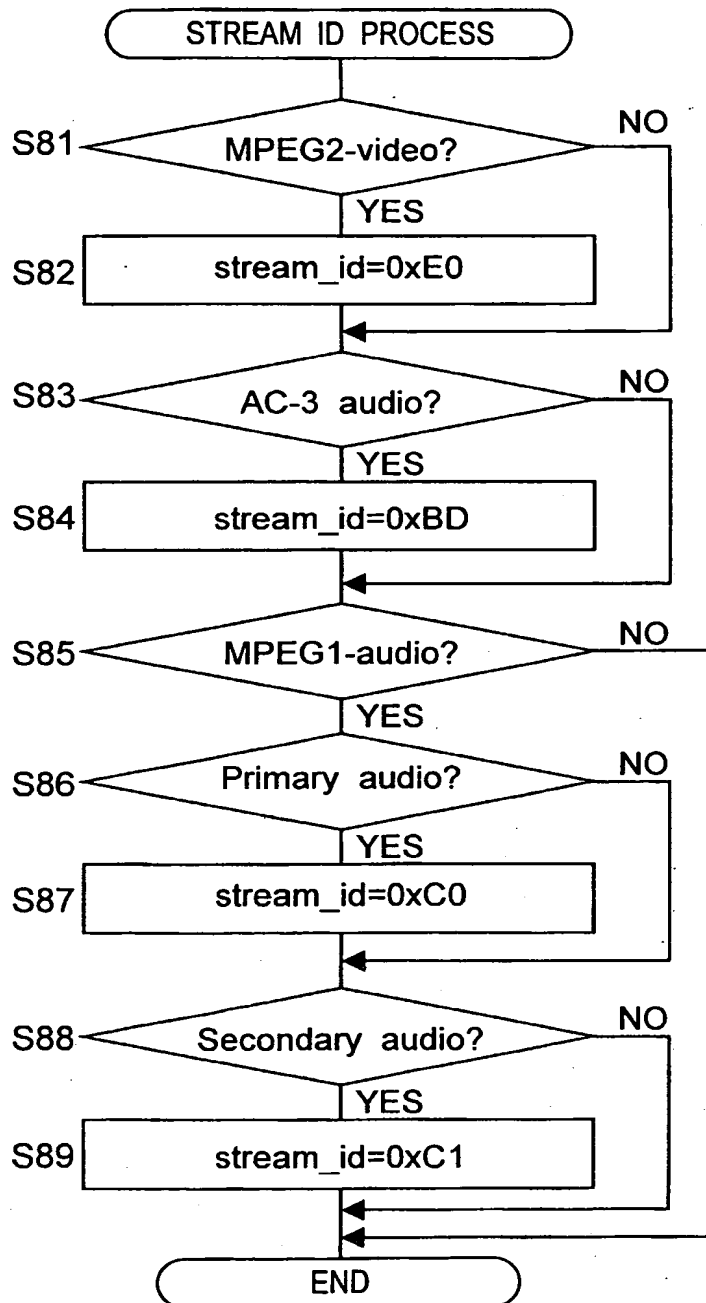 STREAM ID PROCESS
S81
MPEG2-video?
NO
YES
S82
stream_id=0xE0
S83
AC-3 audio?
NO
YES
S84
stream_id=0xBD
S85
MPEG1-audio?
NO
YES
S86
Primary audio?
NO
YES
S87
stream_id=0xC0
S88
Secondary audio?
NO
YES
S89
stream_id=0xC1
END